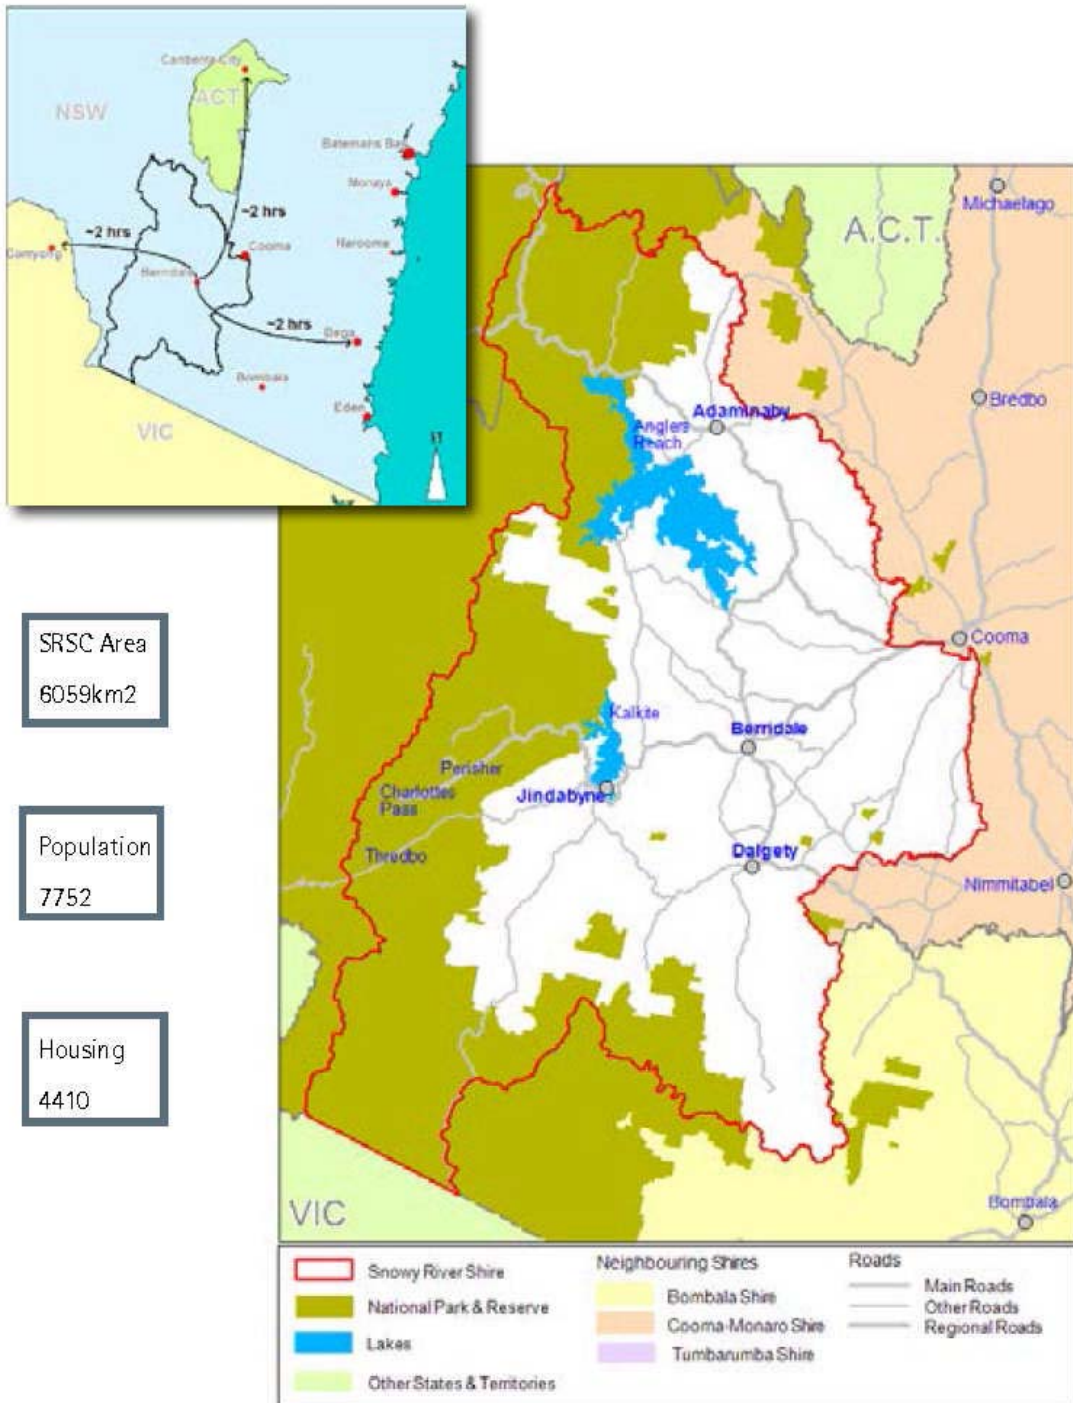 Canberra City
ACT
NSW
Batemans Bay
Moruya
~2 hrs
~2 hrs
Cooma
Narooma
Berridale
~2 hrs
Bega
Bombala
Eden
VIC
A.C.T.
Michaelago
Bredbo
Adaminaby
Anglers
Reach
Cooma
Kalkite
Berridale
Perisher
Charlottes
Pass
Jindabyne
Thredbo
Dalgety
Nimmitabel
VIC
Bombala
SRSC Area
6059km2
Population
7752
Housing
4410
Snowy River Shire
National Park & Reserve
Lakes
Other States & Territories
Neighbouring Shires
Bombala Shire
Cooma-Monaro Shire
Tumbarumba Shire
Roads
Main Roads
Other Roads
Regional Roads